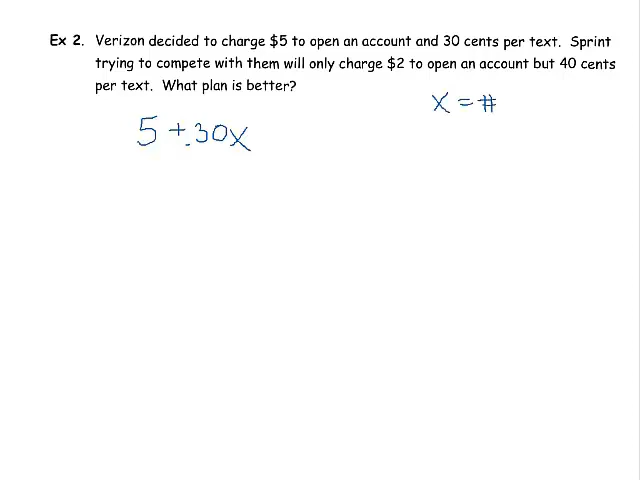 Ex 2. Verizon decided to charge $5 to open an account and 30 cents per text. Sprint
trying to compete with them will only charge $2 to open an account but 40 cents
per text. What plan is better?
x = #
5 + .30x